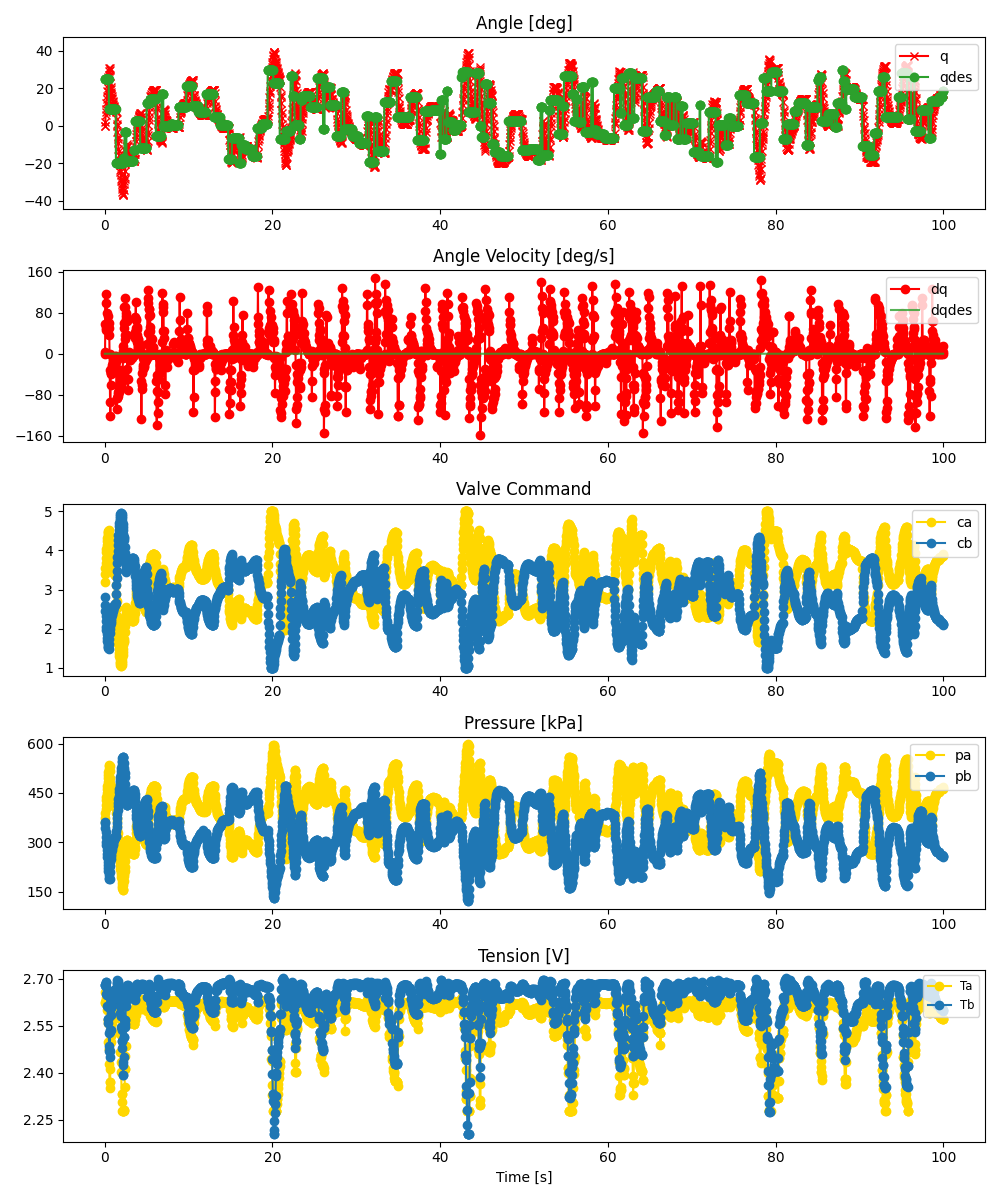 Angle [deg]
40
20
0
−20
−40
q
qdes
0 20 40 60 80 100
Angle Velocity [deg/s]
160
80
0
−80
−160
dq
dqdes
0 20 40 60 80 100
Valve Command
5
4
3
2
1
ca
cb
0 20 40 60 80 100
Pressure [kPa]
600
450
300
150
pa
pb
0 20 40 60 80 100
Tension [V]
2.70
2.55
2.40
2.25
Ta
Tb
0 20 40 60 80 100
Time [s]